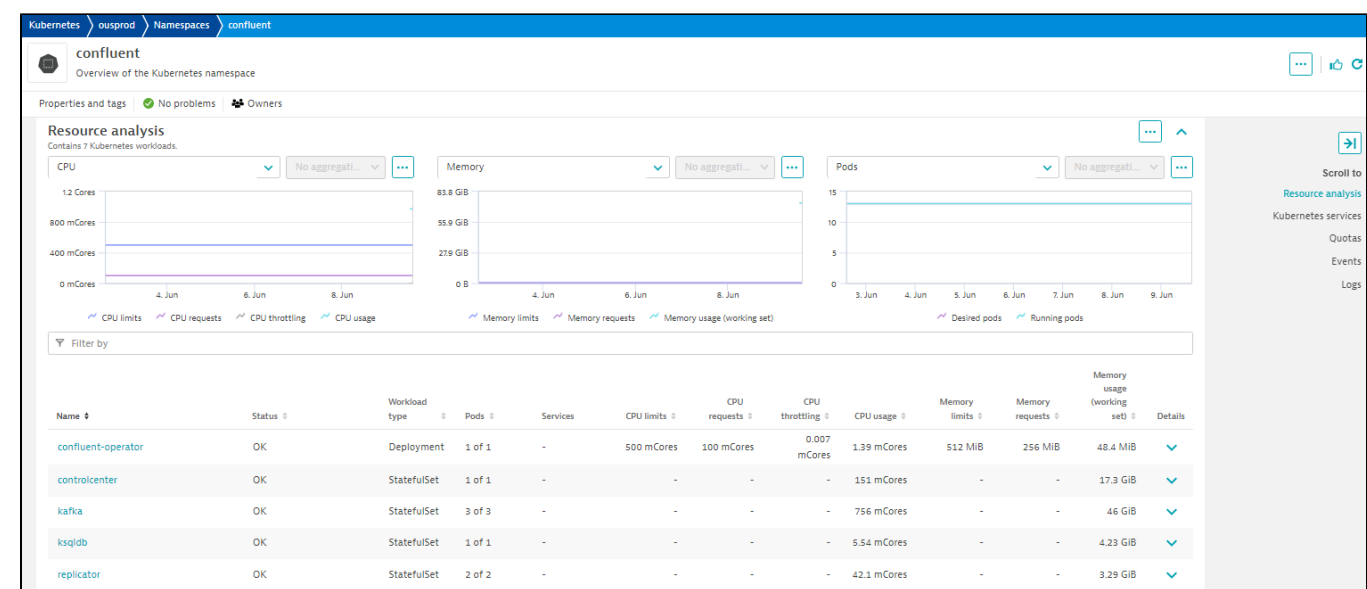 Kubernetes ousprod Namespaces confluent
confluent
Overview of the Kubernetes namespace
Properties and tags No problems Owners
Resource analysis
Contains 7 Kubernetes workloads.
CPU No aggregati... Memory No aggregati... Pods No aggregati...
1.2 Cores
800 mCores
400 mCores
0 mCores
4. Jun 6. Jun 8. Jun
CPU limits CPU requests CPU throttling CPU usage
83.8 GiB
55.9 GiB
27.9 GiB
0 B
4. Jun 6. Jun 8. Jun
Memory limits Memory requests Memory usage (working set)
15
10
5
0
3. Jun 4. Jun 5. Jun 6. Jun 7. Jun 8. Jun 9. Jun
Desired pods Running pods
Scroll to
Resource analysis
Kubernetes services
Quotas
Events
Logs
Filter by
Name Status Workload type Pods Services CPU limits CPU requests CPU throttling CPU usage Memory limits Memory requests Memory usage (working set) Details
confluent-operator OK Deployment 1 of 1 - 500 mCores 100 mCores 0.007 mCores 1.39 mCores 512 MiB 256 MiB 48.4 MiB
controlcenter OK StatefulSet 1 of 1 - - - - 151 mCores - - 17.3 GiB
kafka OK StatefulSet 3 of 3 - - - - 756 mCores - - 46 GiB
ksqldb OK StatefulSet 1 of 1 - - - - 5.54 mCores - - 4.23 GiB
replicator OK StatefulSet 2 of 2 - - - - 42.1 mCores - - 3.29 GiB